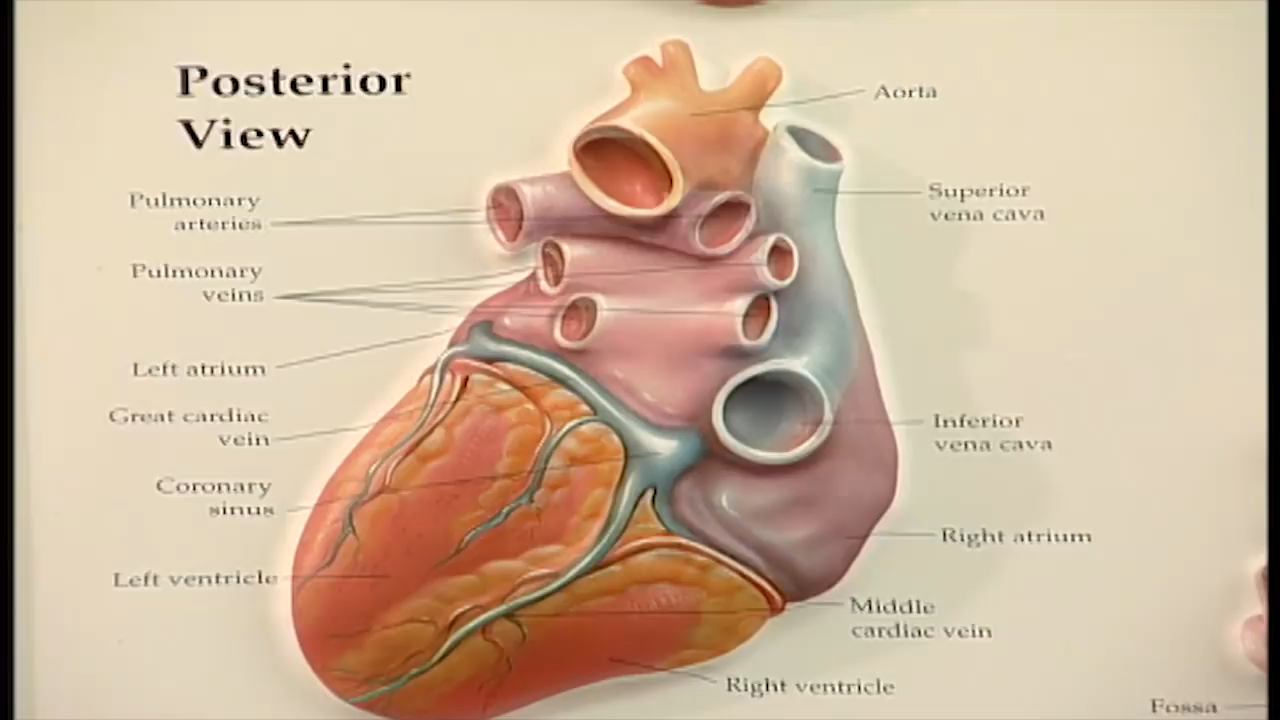 Posterior
View
Aorta
Pulmonary
arteries
Superior
vena cava
Pulmonary
veins
Left atrium
Great cardiac
vein
Inferior
vena cava
Coronary
sinus
Right atrium
Left ventricle
Middle
cardiac vein
Right ventricle
Fossa